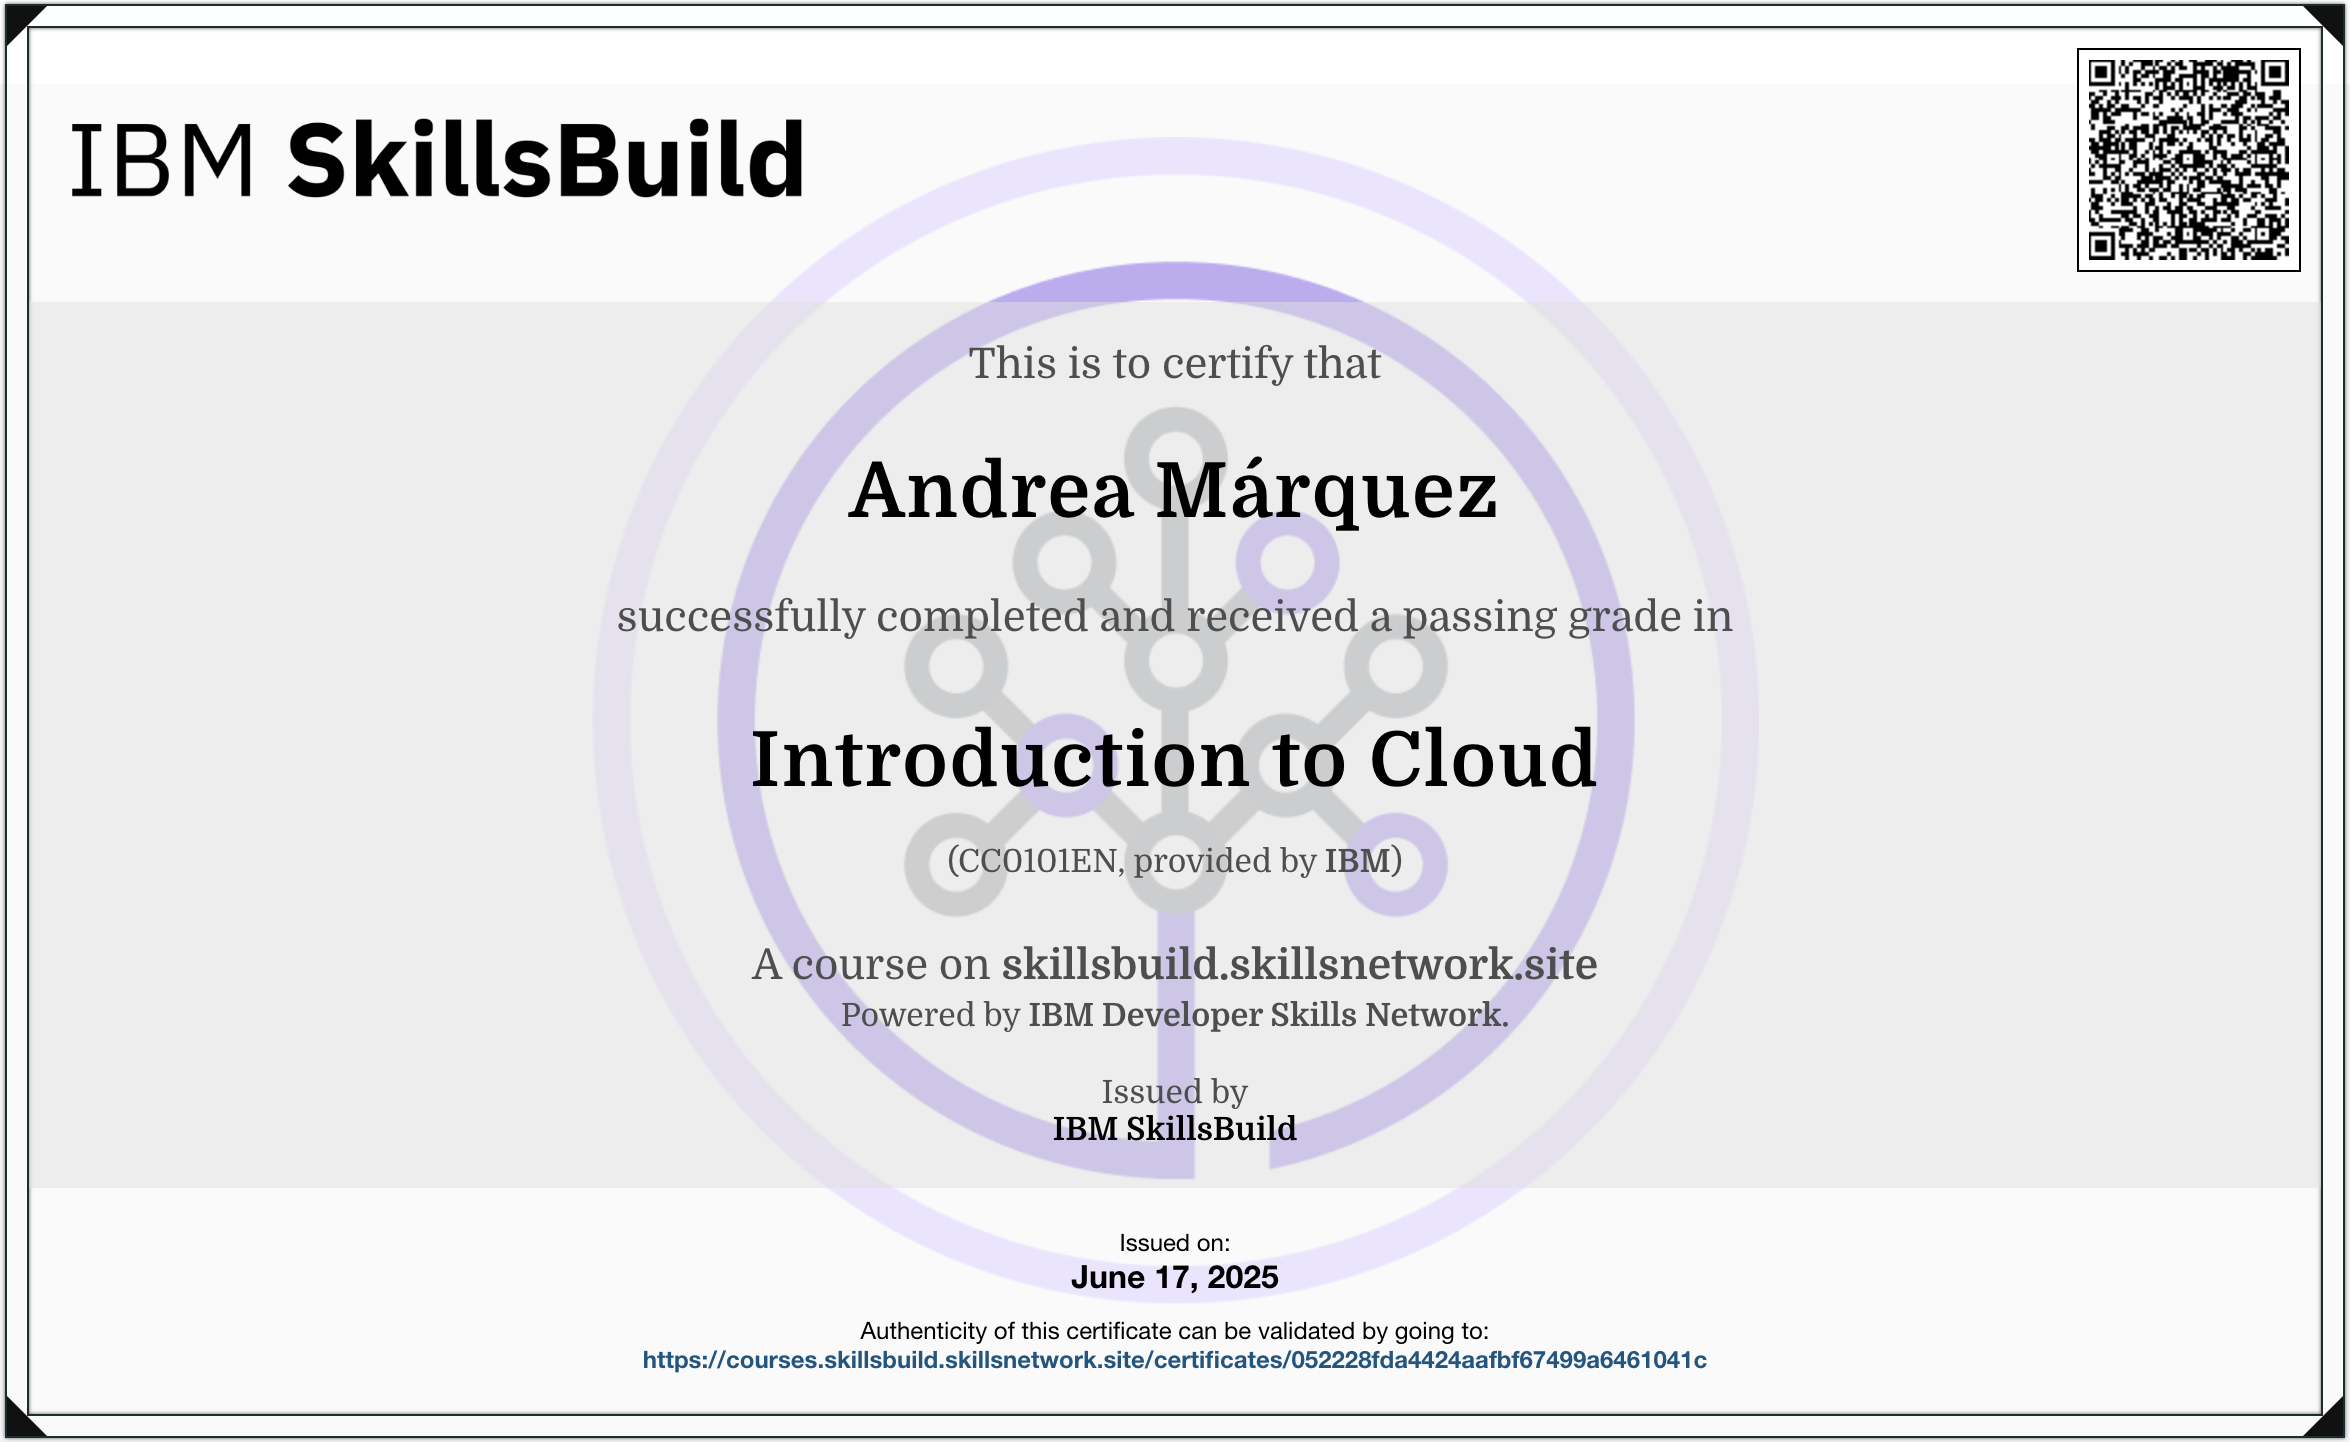 IBM SkillsBuild
This is to certify that
Andrea Márquez
successfully completed and received a passing grade in
Introduction to Cloud
(CC0101EN, provided by IBM)
A course on skillsbuild.skillsnetwork.site
Powered by IBM Developer Skills Network.
Issued by
IBM SkillsBuild
Issued on:
June 17, 2025
Authenticity of this certificate can be validated by going to:
https://courses.skillsbuild.skillsnetwork.site/certificates/052228fda4424aafbf67499a6461041c